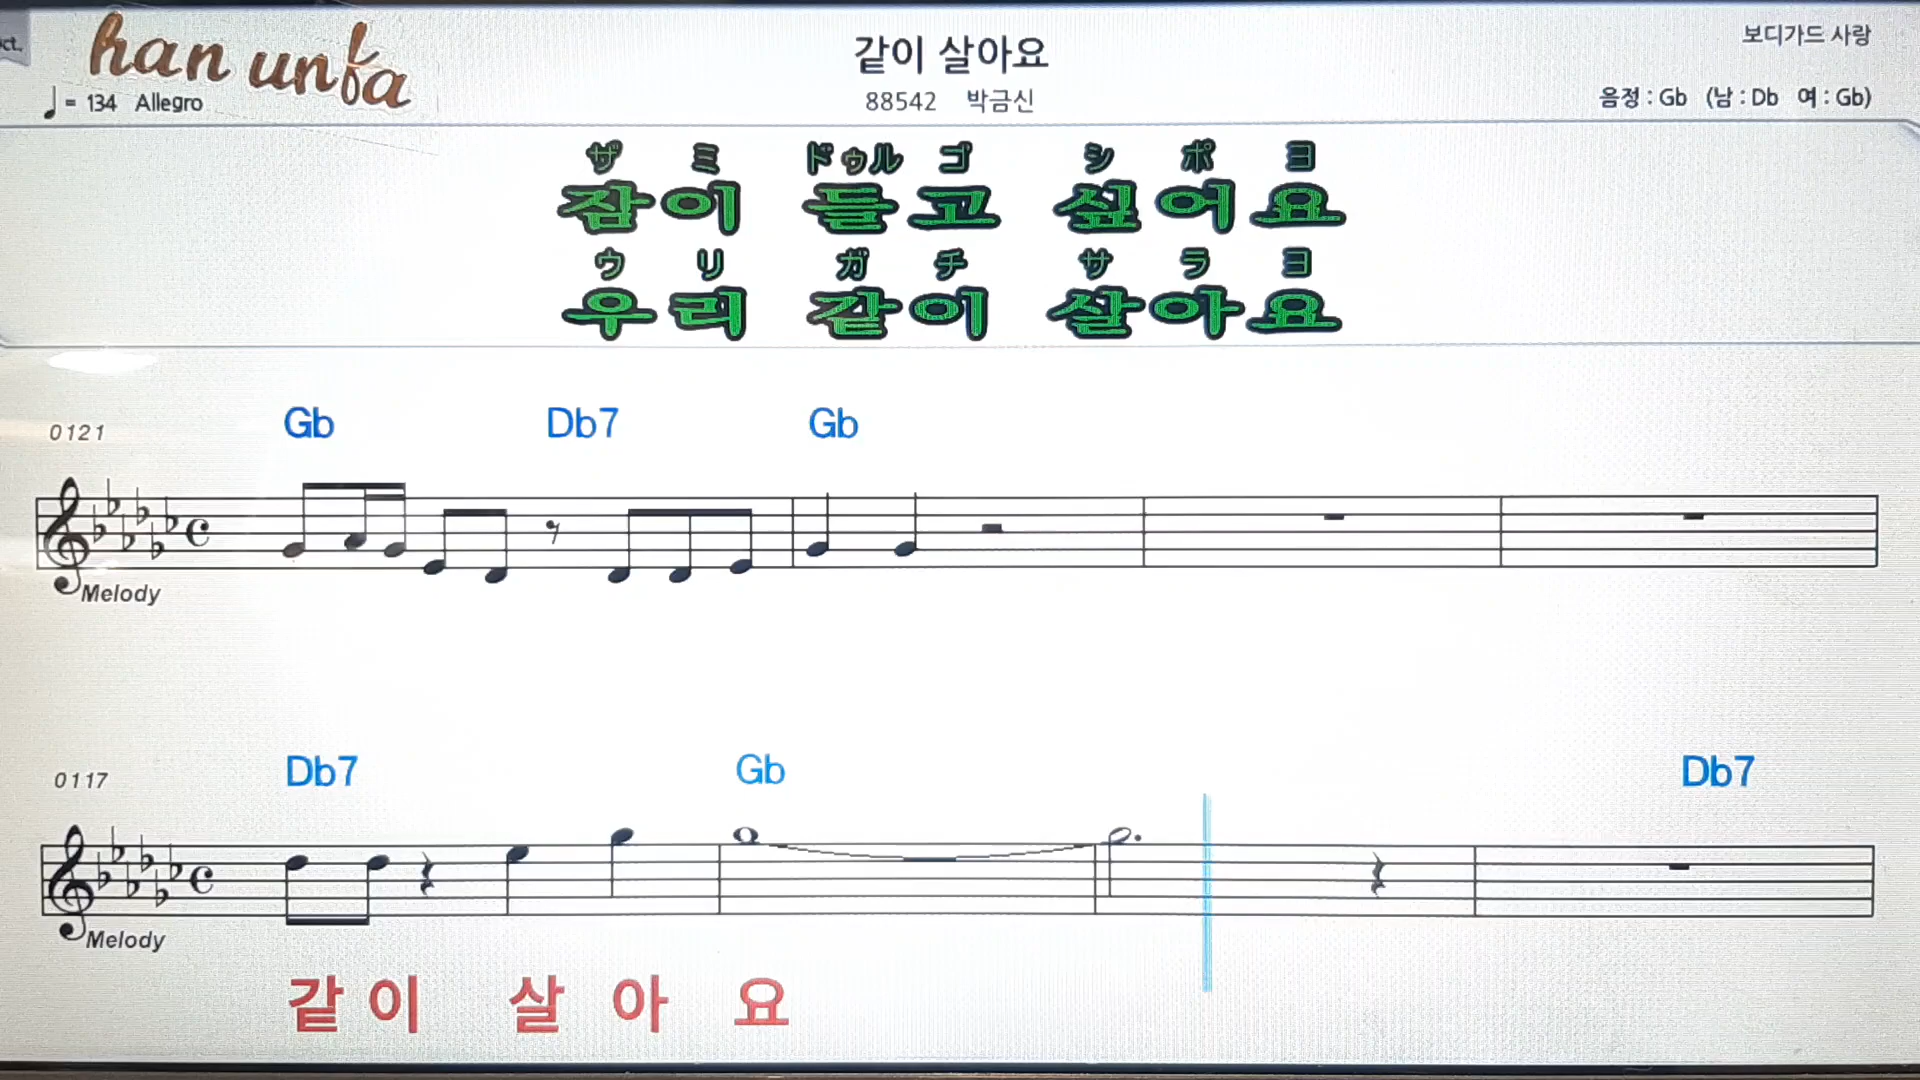 ct.
han unfa
같이 살아요
보디가드 사랑
♩ = 134 Allegro
88542 박금신
음정 : Gb (남 : Db 여 : Gb)
ザ ミ ドゥル ゴ シ ポ ヨ
잠이 들고 싶어요
ウ リ ガ チ サ ラ ヨ
우리 같이 살아요
0121
Gb Db7 Gb
Melody
0117
Db7 Gb Db7
Melody
같이 살아요